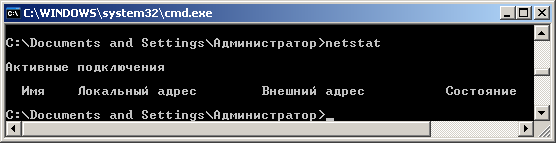 C:\WINDOWS\system32\cmd.exe
C:\Documents and Settings\Администратор>netstat
Активные подключения
Имя Локальный адрес Внешний адрес Состояние
C:\Documents and Settings\Администратор>_